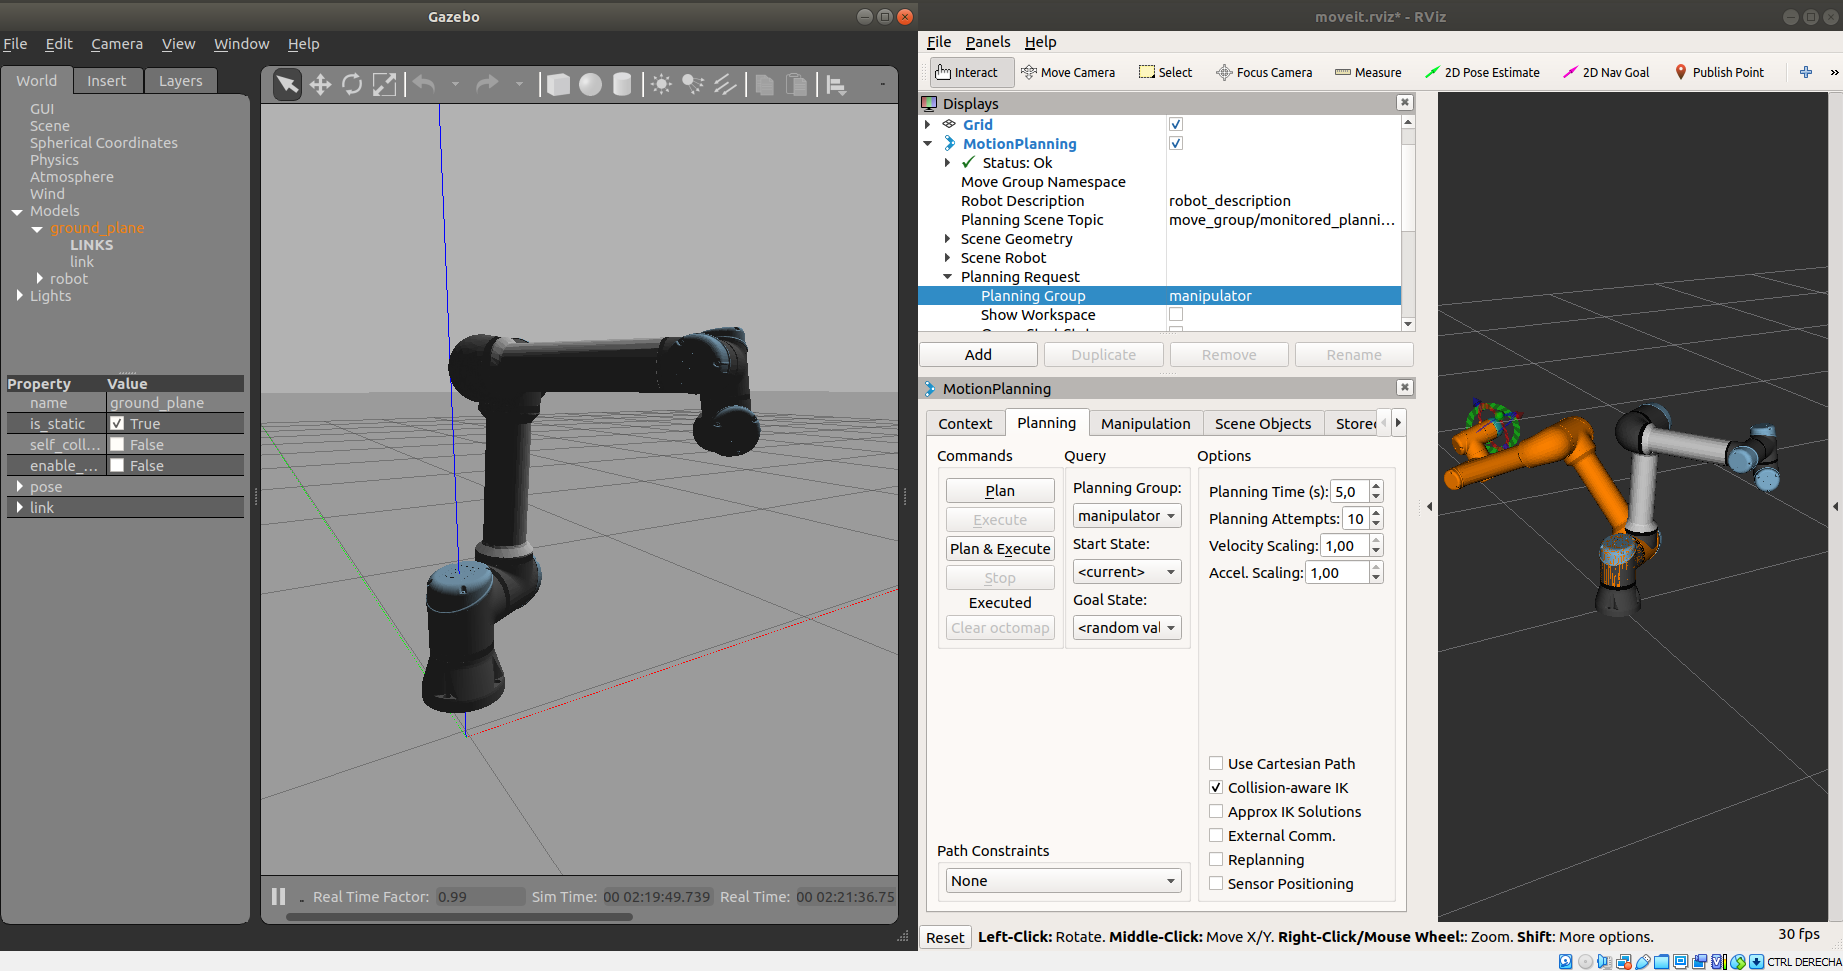 Gazebo
File Edit Camera View Window Help
World Insert Layers
GUI
Scene
Spherical Coordinates
Physics
Atmosphere
Wind
Models
ground_plane
LINKS
link
robot
Lights
Property Value
name ground_plane
is_static True
self_coll... False
enable_... False
pose
link
Real Time Factor: 0.99 Sim Time: 00 02:19:49.739 Real Time: 00 02:21:36.75
moveit.rviz* - RViz
File Panels Help
Interact Move Camera Select Focus Camera Measure 2D Pose Estimate 2D Nav Goal Publish Point »
Displays
Grid
MotionPlanning
Status: Ok
Move Group Namespace
Robot Description robot_description
Planning Scene Topic move_group/monitored_planni...
Scene Geometry
Scene Robot
Planning Request
Planning Group manipulator
Show Workspace
Add Duplicate Remove Rename
MotionPlanning
Context Planning Manipulation Scene Objects Store
Commands Query Options
Plan
Execute
Plan & Execute
Stop
Executed
Clear octomap
Planning Group:
manipulator
Start State:
<current>
Goal State:
<random val
Planning Time (s): 5,0
Planning Attempts: 10
Velocity Scaling: 1,00
Accel. Scaling: 1,00
Use Cartesian Path
Collision-aware IK
Approx IK Solutions
External Comm.
Replanning
Sensor Positioning
Path Constraints
None
Reset Left-Click: Rotate. Middle-Click: Move X/Y. Right-Click/Mouse Wheel:: Zoom. Shift: More options. 30 fps
CTRL DERECHA